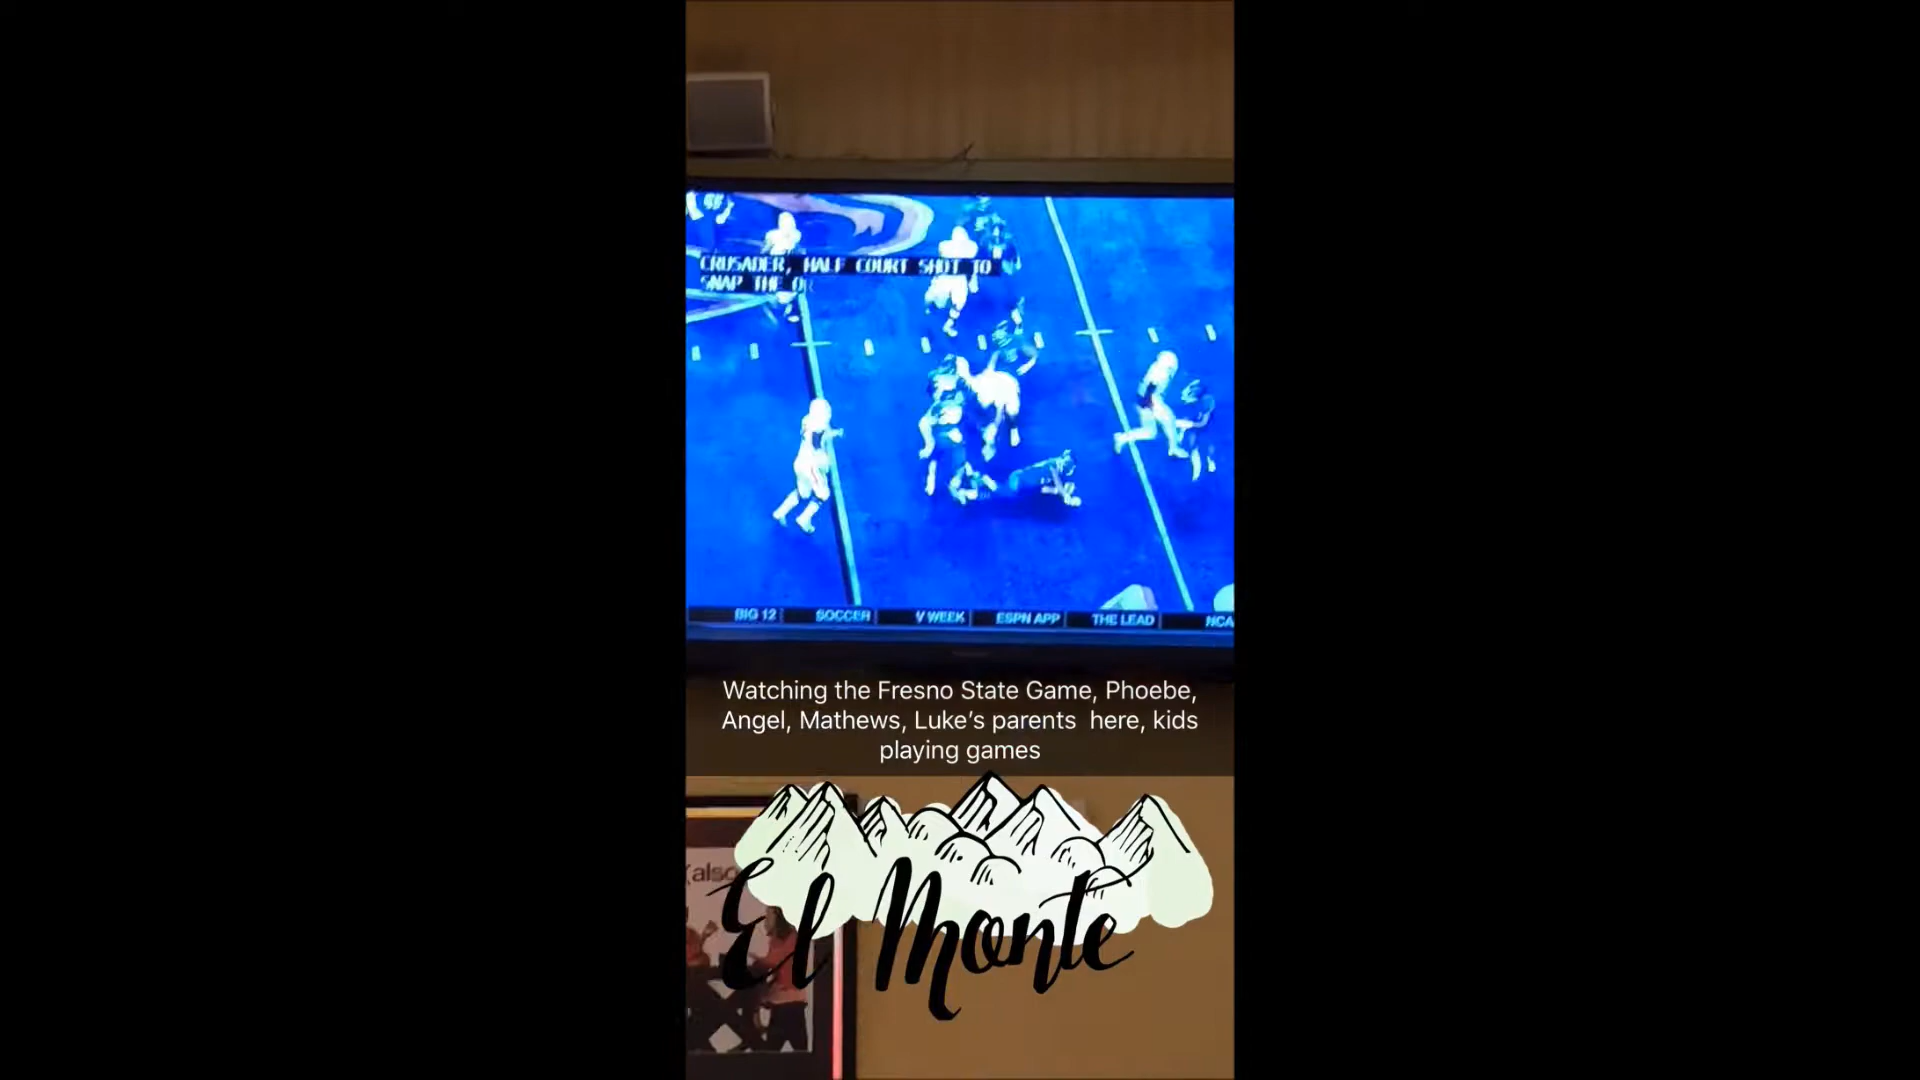 CRUSADER, HALF COURT SHOT TO
SNAP THE
BIG 12 SOCCER V WEEK ESPN APP THE LEAD NCA
Watching the Fresno State Game, Phoebe,
Angel, Mathews, Luke’s parents  here, kids
playing games
(also
El Monte